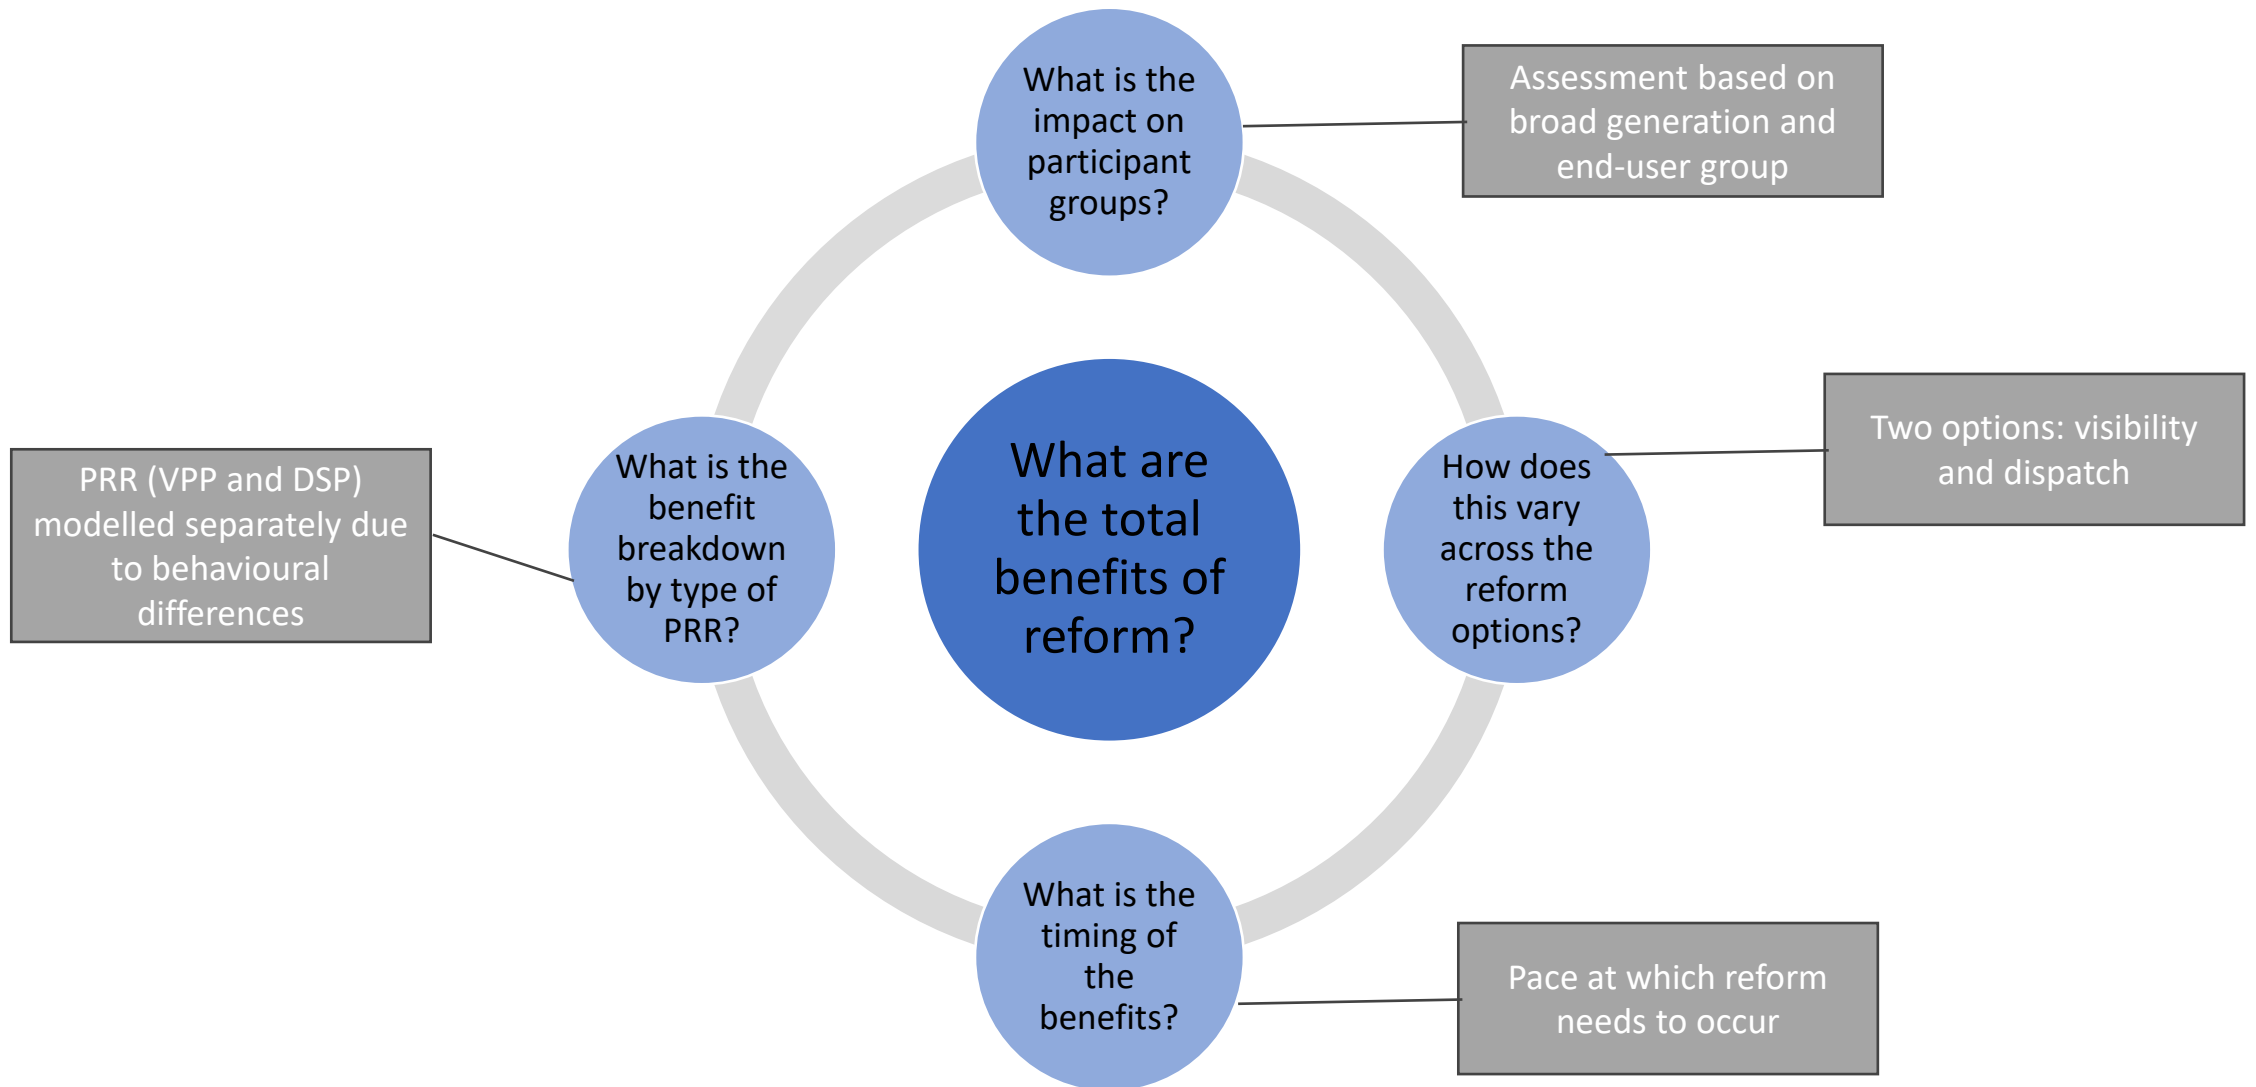 What is the
impact on
participant
groups?
Assessment based on
broad generation and
end-user group
Two options: visibility
and dispatch
How does
this vary
across the
reform
options?
What are
the total
benefits of
reform?
What is the
benefit
breakdown
by type of
PRR?
PRR (VPP and DSP)
modelled separately due
to behavioural
differences
What is the
timing of
the
benefits?
Pace at which reform
needs to occur